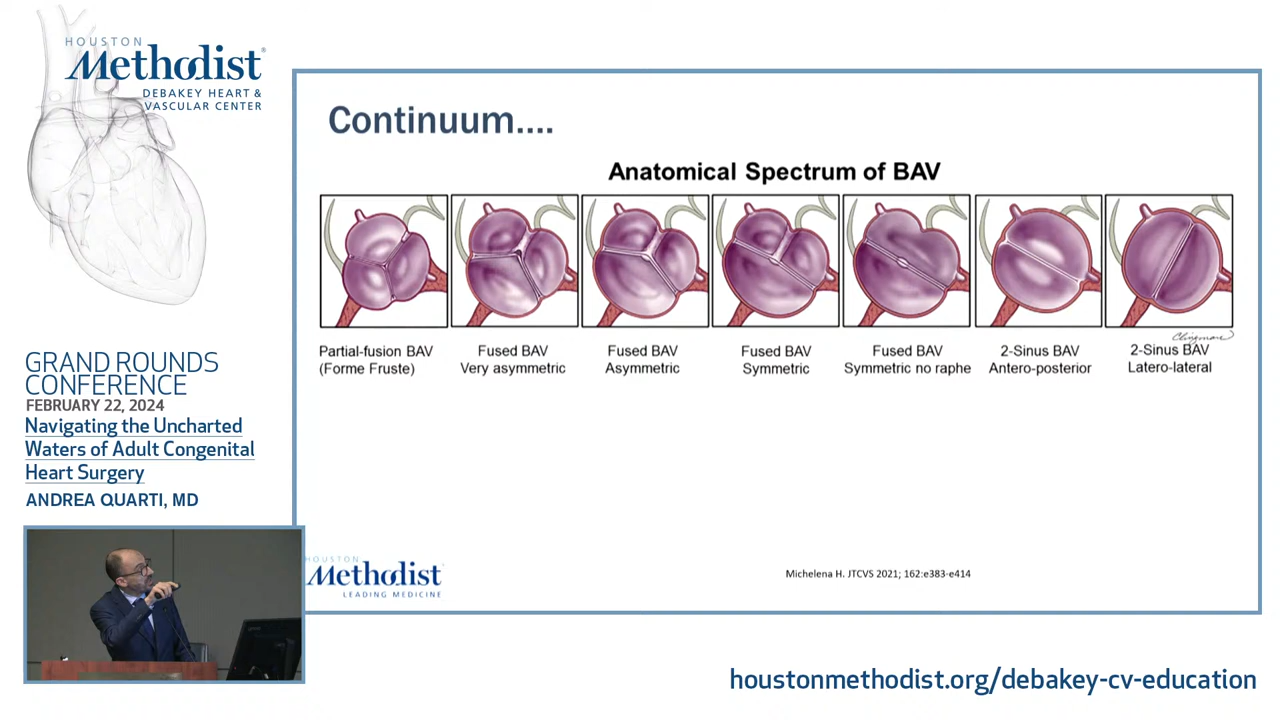 HOUSTON
Methodist
DEBAKEY HEART &
VASCULAR CENTER
GRAND ROUNDS
CONFERENCE
FEBRUARY 22, 2024
Navigating the Uncharted
Waters of Adult Congenital
Heart Surgery
ANDREA QUARTI, MD
Continuum....
Anatomical Spectrum of BAV
Partial-fusion BAV
(Forme Fruste)
Fused BAV
Very asymmetric
Fused BAV
Asymmetric
Fused BAV
Symmetric
Fused BAV
Symmetric no raphe
2-Sinus BAV
Antero-posterior
2-Sinus BAV
Latero-lateral
HOUSTON
Methodist
LEADING MEDICINE
Michelena H. JTCVS 2021; 162:e383-e414
houstonmethodist.org/debakey-cv-education